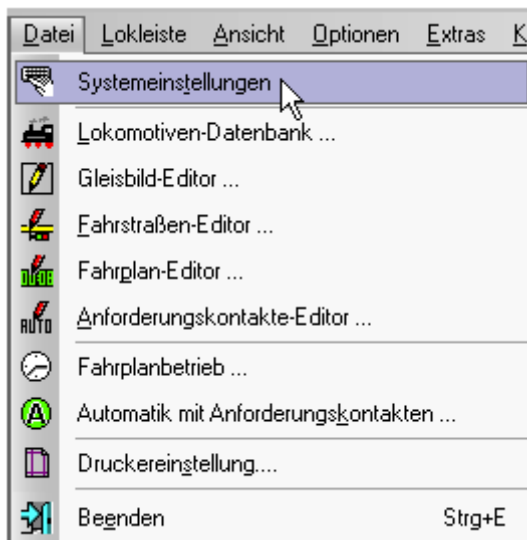 Datei Lokleiste Ansicht Optionen Extras K
Systemeinstellungen
Lokomotiven-Datenbank ...
Gleisbild-Editor ...
Fahrstraßen-Editor ...
Fahrplan-Editor ...
Anforderungskontakte-Editor ...
Fahrplanbetrieb ...
Automatik mit Anforderungskontakten ...
Druckereinstellung....
Beenden Strg+E